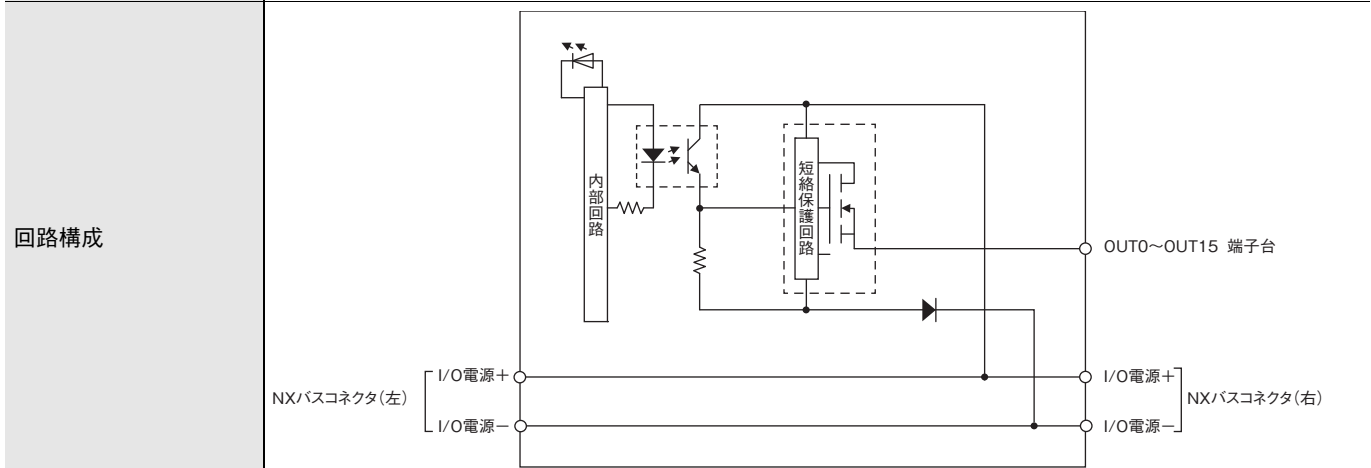 回路構成
内部回路
短絡保護回路
OUT0～OUT15 端子台
NXバスコネクタ（左）
I/O電源＋
I/O電源－
I/O電源＋
I/O電源－
NXバスコネクタ（右）